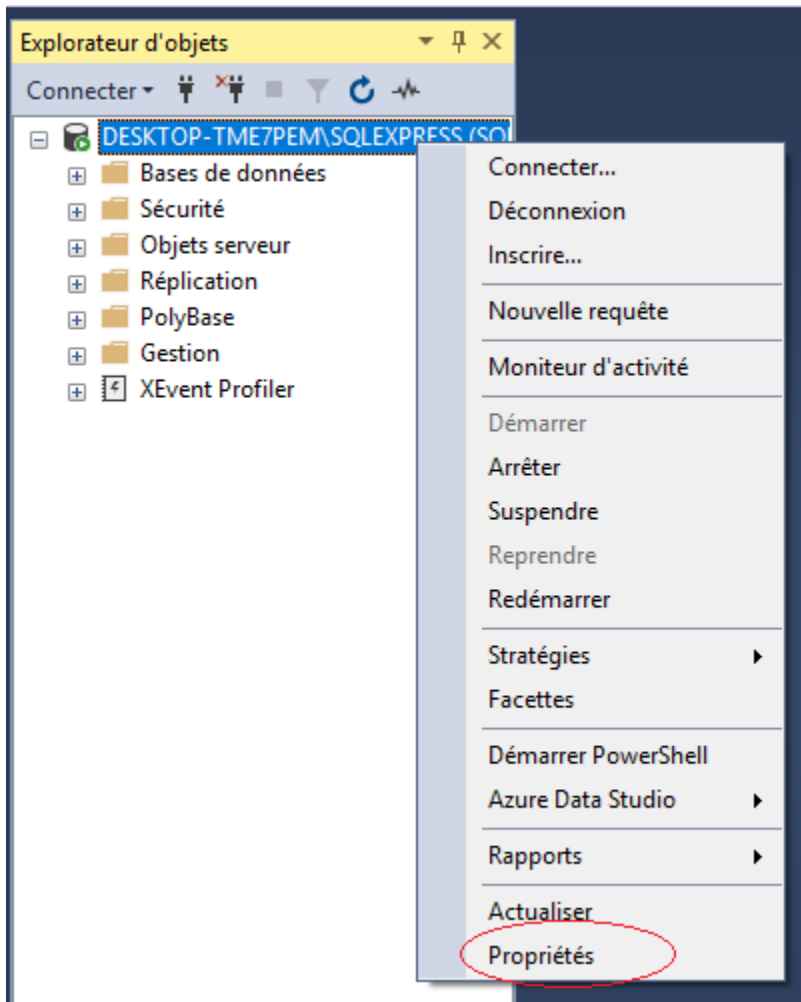 Explorateur d'objets
Connecter
DESKTOP-TME7PEM\SQLEXPRESS (SQL
Bases de données
Sécurité
Objets serveur
Réplication
PolyBase
Gestion
XEvent Profiler
Connecter...
Déconnexion
Inscrire...
Nouvelle requête
Moniteur d'activité
Démarrer
Arrêter
Suspendre
Reprendre
Redémarrer
Stratégies
Facettes
Démarrer PowerShell
Azure Data Studio
Rapports
Actualiser
Propriétés